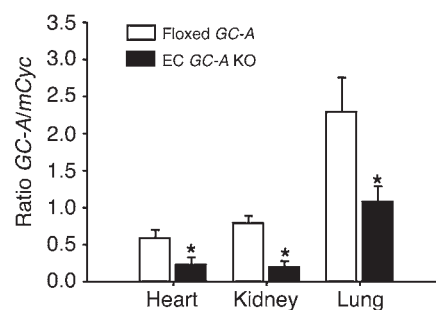 3.5
3.0
2.5
2.0
1.5
1.0
0.5
0.0
Ratio GC-A/mCyc
Floxed GC-A
EC GC-A KO
*
*
*
Heart Kidney Lung